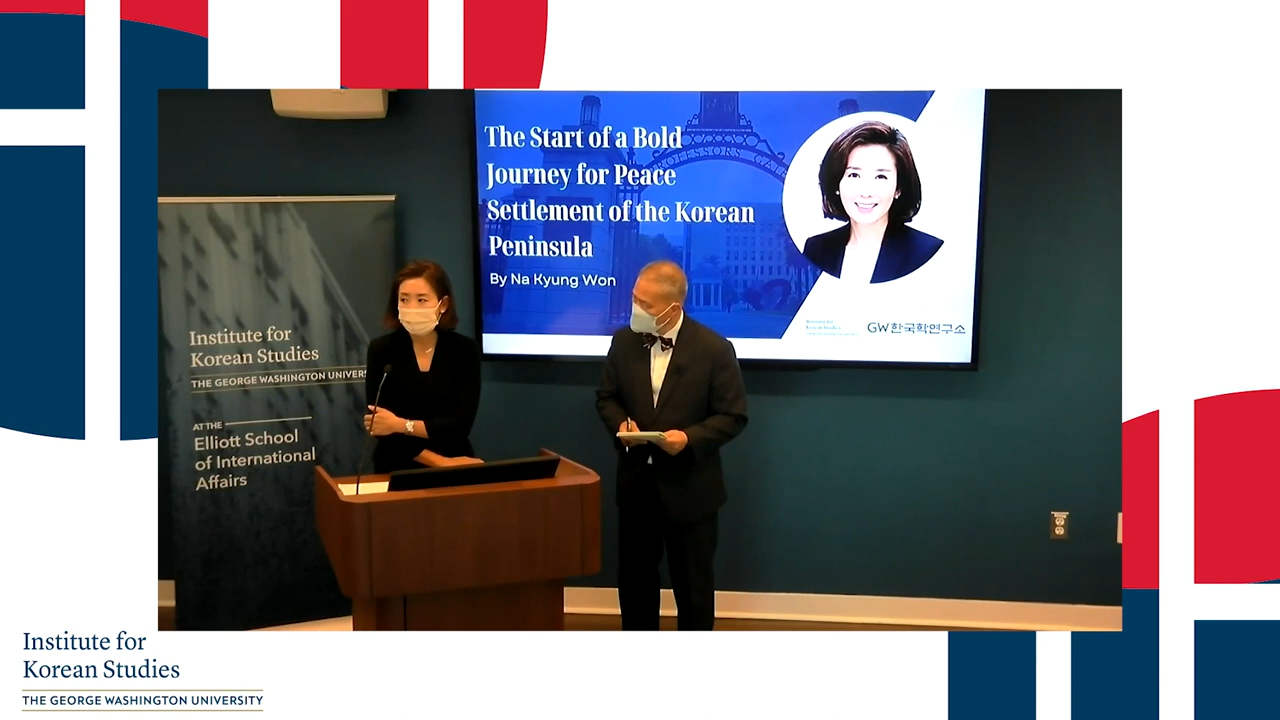 The Start of a Bold
Journey for Peace
Settlement of the Korean
Peninsula
By Na Kyung Won
PROFESSORS GATE
GW한국학연구소
Institute for
Korean Studies
THE GEORGE WASHINGTON UNIVERS
AT THE
Elliott School
of International
Affairs
Institute for
Korean Studies
THE GEORGE WASHINGTON UNIVERSITY